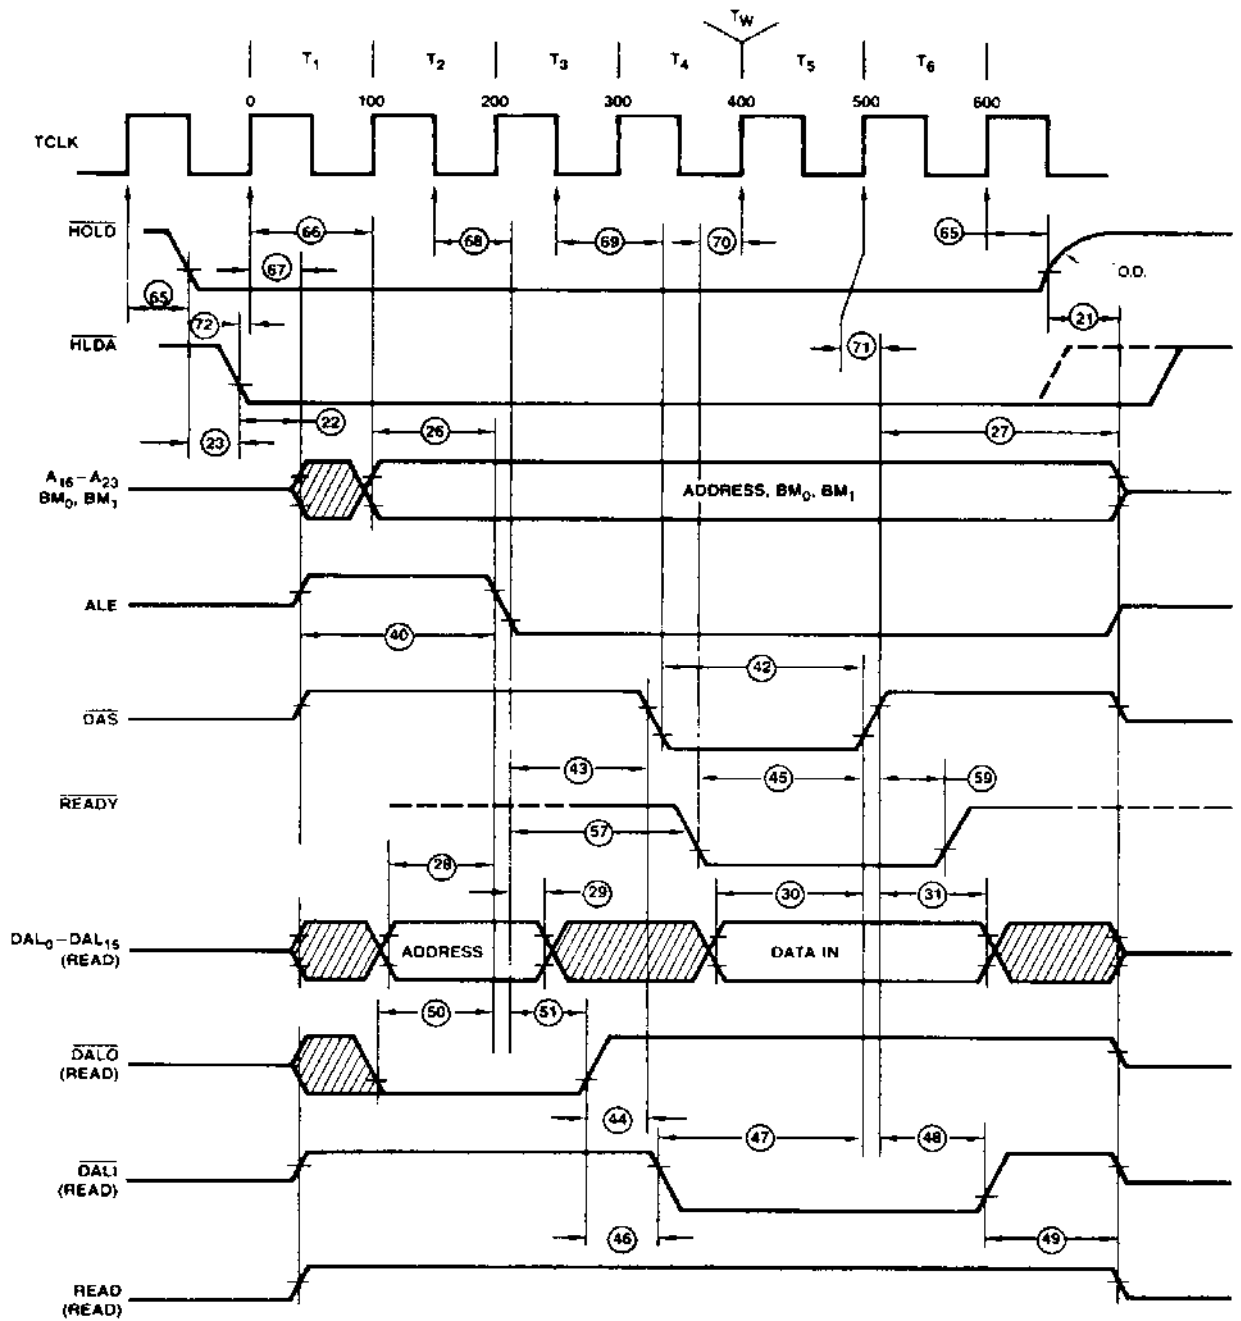 TW
T1 T2 T3 T4 T5 T6
0 100 200 300 400 500 600
TCLK
HOLD
66 68 69 70 65
67
O.D.
65
21
72
HLDA
71
22 26 27
23
A16–A23
BM0, BM1
ADDRESS, BM0, BM1
ALE
40
42
DAS
43 45 59
READY
57
28
29 30 31
DAL0–DAL15
(READ)
ADDRESS
DATA IN
50 51
DALO
(READ)
44 47 48
DALI
(READ)
46 49
READ
(READ)